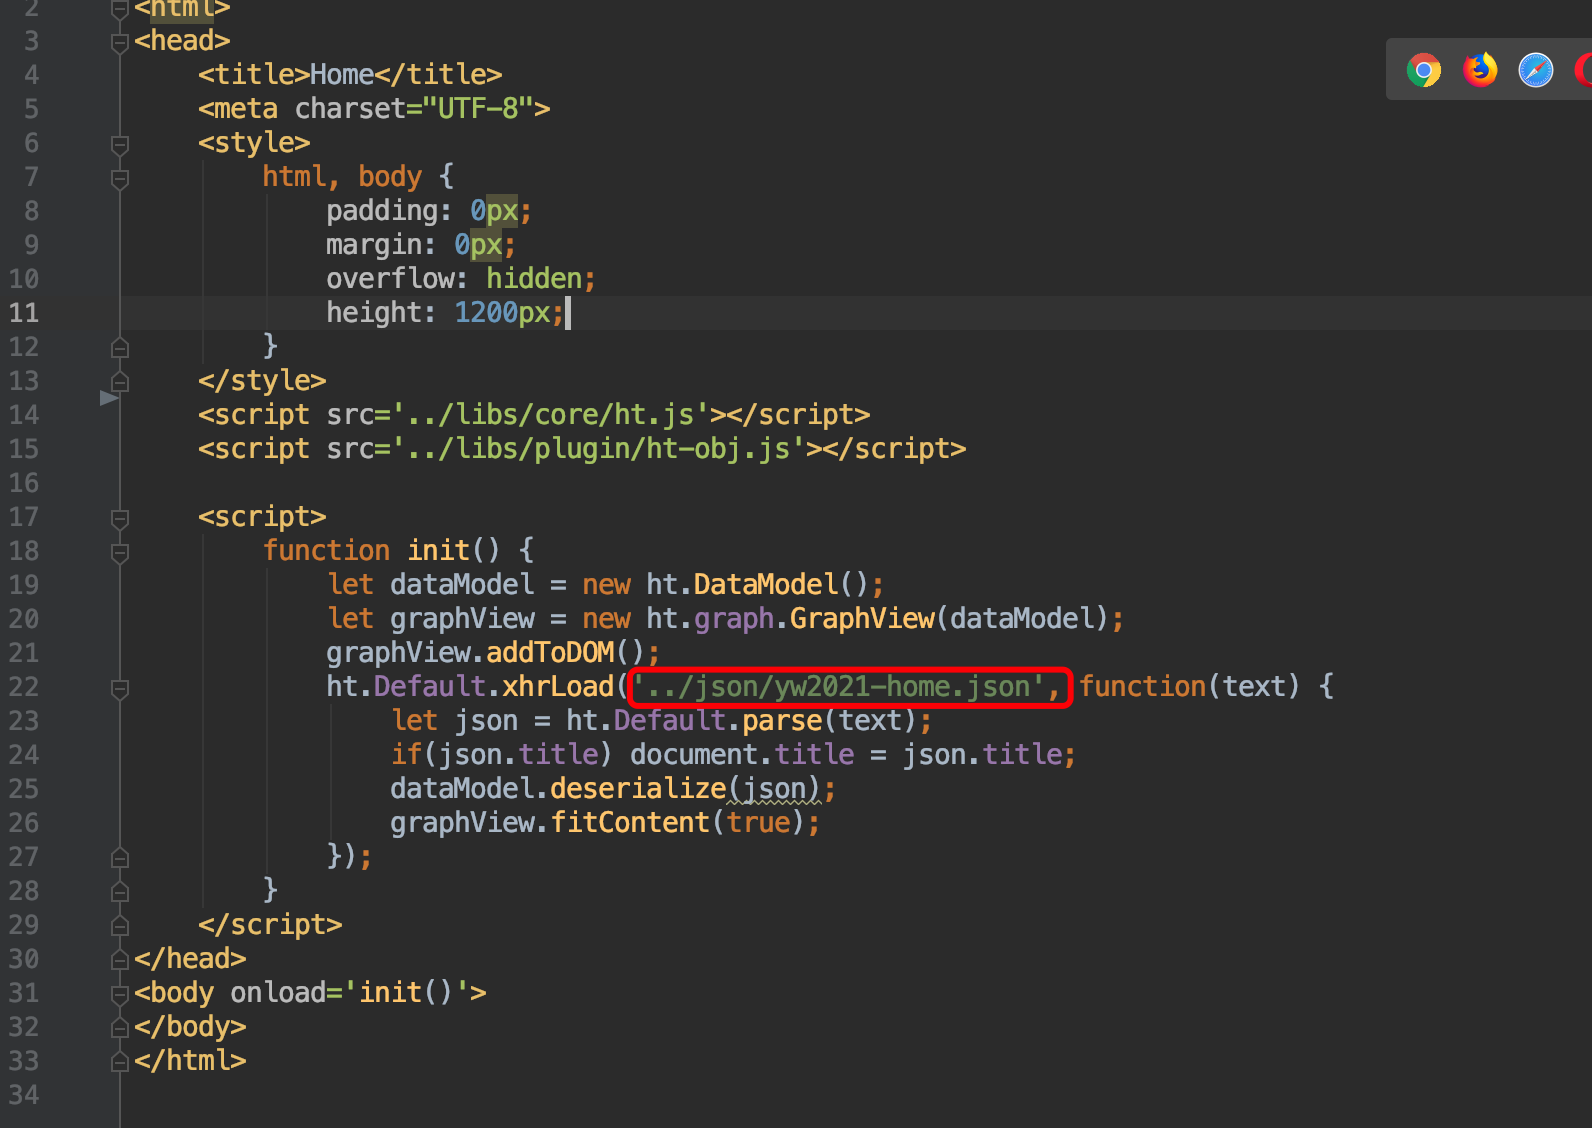 2 <html>
3 <head>
4 <title>Home</title>
5 <meta charset="UTF-8">
6 <style>
7 html, body {
8 padding: 0px;
9 margin: 0px;
10 overflow: hidden;
11 height: 1200px;
12 }
13 </style>
14 <script src='../libs/core/ht.js'></script>
15 <script src='../libs/plugin/ht-obj.js'></script>
16
17 <script>
18 function init() {
19 let dataModel = new ht.DataModel();
20 let graphView = new ht.graph.GraphView(dataModel);
21 graphView.addToDOM();
22 ht.Default.xhrLoad('../json/yw2021-home.json', function(text) {
23 let json = ht.Default.parse(text);
24 if(json.title) document.title = json.title;
25 dataModel.deserialize(json);
26 graphView.fitContent(true);
27 });
28 }
29 </script>
30 </head>
31 <body onload='init()'>
32 </body>
33 </html>
34